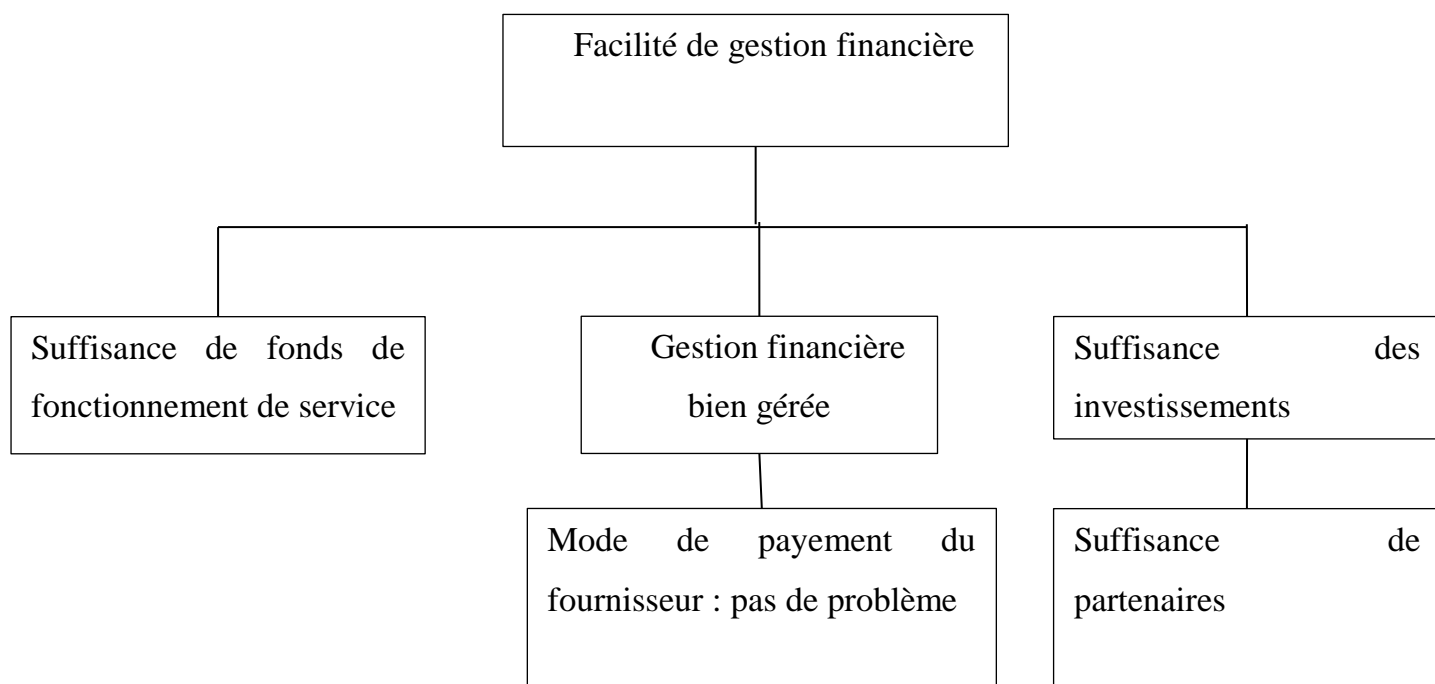 Facilité de gestion financière
Suffisance de fonds de
fonctionnement de service
Gestion financière
bien gérée
Suffisance des
investissements
Mode de payement du
fournisseur : pas de problème
Suffisance de
partenaires